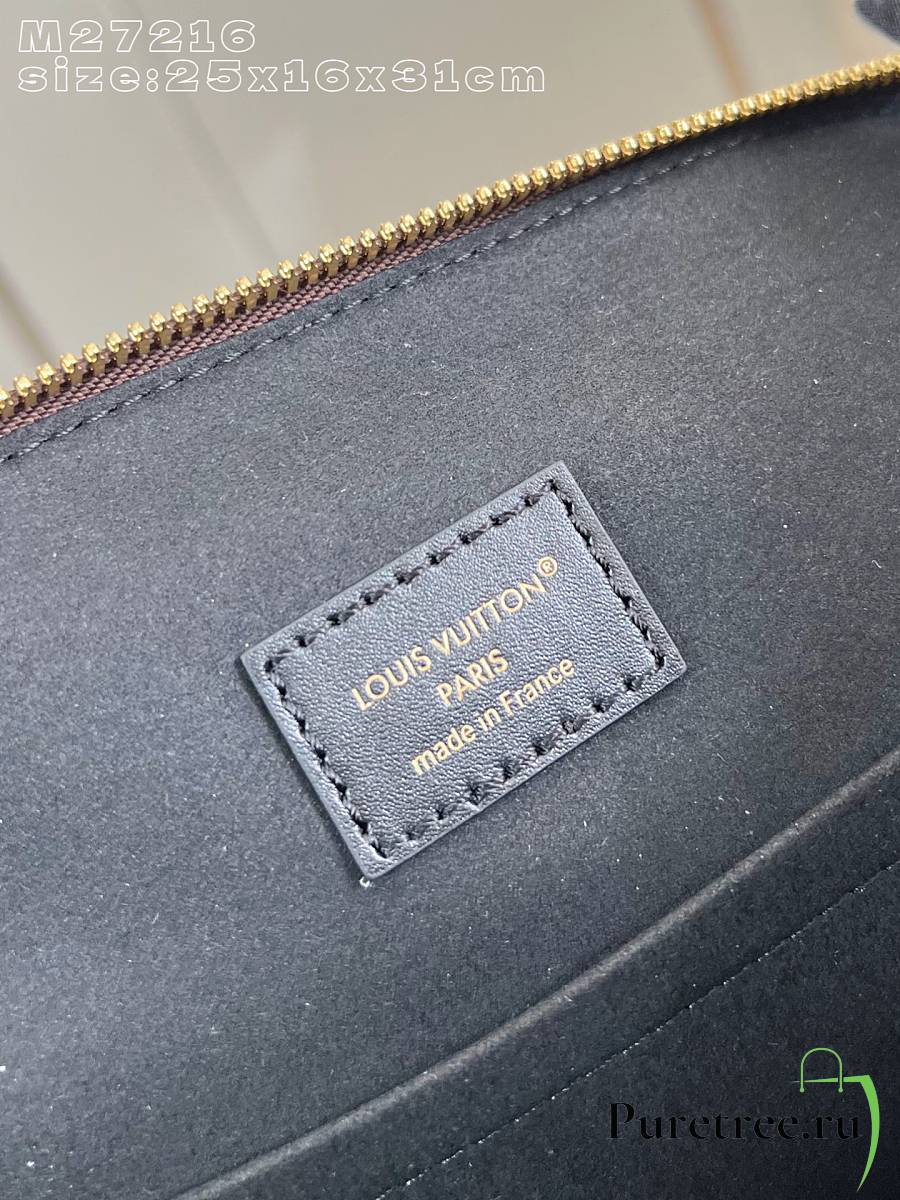 M27216
size:25x16x31cm
LOUIS VUITTON®
PARIS
made in France
Puretree.ru